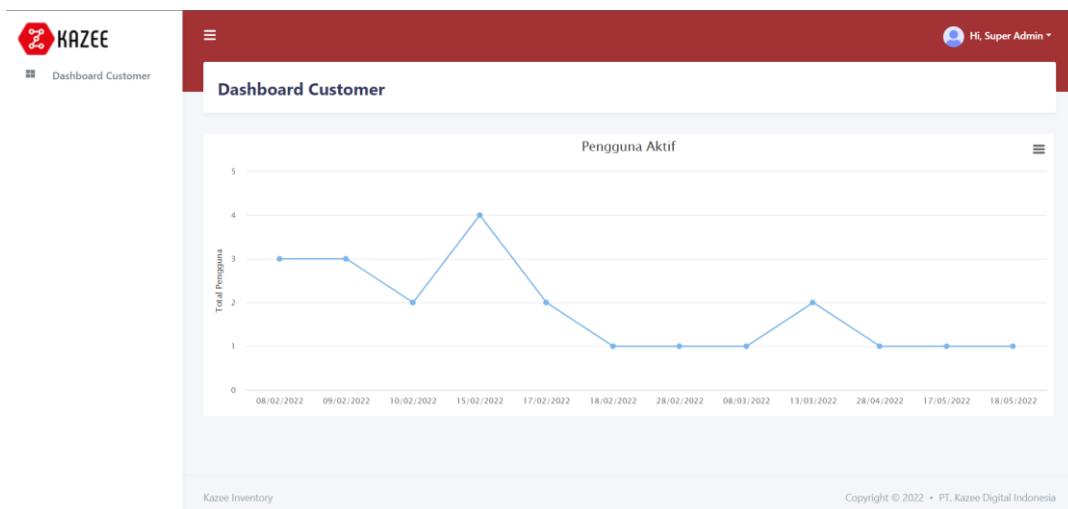 KAZEE
Hi, Super Admin
Dashboard Customer
Dashboard Customer
Pengguna Aktif
Total Pengguna
5
4
3
2
1
0
08/02/2022 09/02/2022 10/02/2022 15/02/2022 17/02/2022 18/02/2022 28/02/2022 08/03/2022 13/03/2022 28/04/2022 17/05/2022 18/05/2022
Kazee Inventory
Copyright © 2022 • PT. Kazee Digital Indonesia